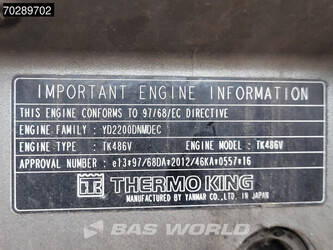 70289702
IMPORTANT ENGINE INFORMATION
THIS ENGINE CONFORMS TO 97/68/EC DIRECTIVE
ENGINE FAMILY : YD2200DNMDEC
ENGINE TYPE : TK486V ENGINE MODEL : TK486V
APPROVAL NUMBER : e13*97/68DA*2012/46KA*0557*16
THERMO KING
MANUFACTURED BY YANMAR CO., LTD. IN JAPAN
BAS WORLD